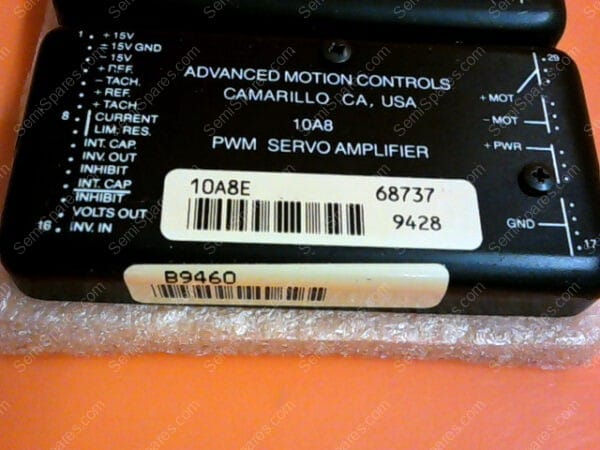 1 . + 15V
± 15V GND
- 15V
+ REF.
- TACH.
+ REF.
+ TACH.
8 CURRENT
LIM. RES.
INT. CAP.
INV. OUT
INHIBIT
INT. CAP
INHIBIT
VOLTS OUT
16 . INV. IN
ADVANCED MOTION CONTROLS
CAMARILLO CA, USA
10A8
PWM SERVO AMPLIFIER
29
+ MOT
- MOT
+ PWR
GND
17
10A8E 68737
9428
B9460
SemiSpares.com